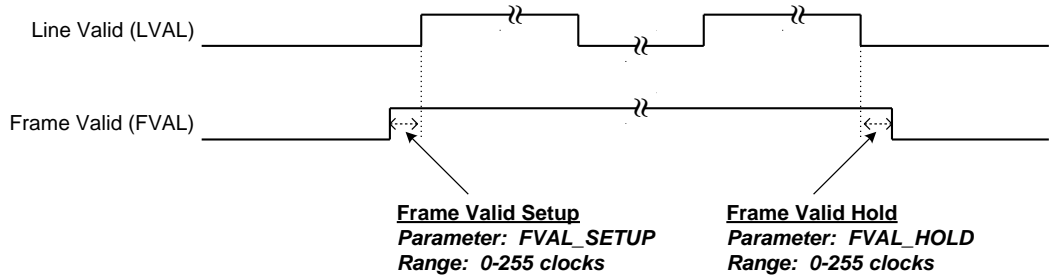 Line Valid (LVAL)
Frame Valid (FVAL)
Frame Valid Setup
Parameter: FVAL_SETUP
Range: 0-255 clocks
Frame Valid Hold
Parameter: FVAL_HOLD
Range: 0-255 clocks